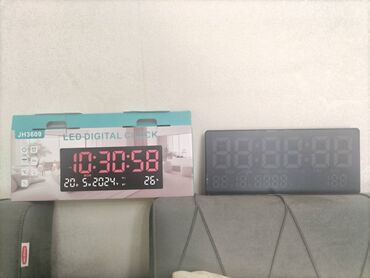 JH3609
LED DIGITAL CLOCK
10:30:58
20. 5.2024. 26°